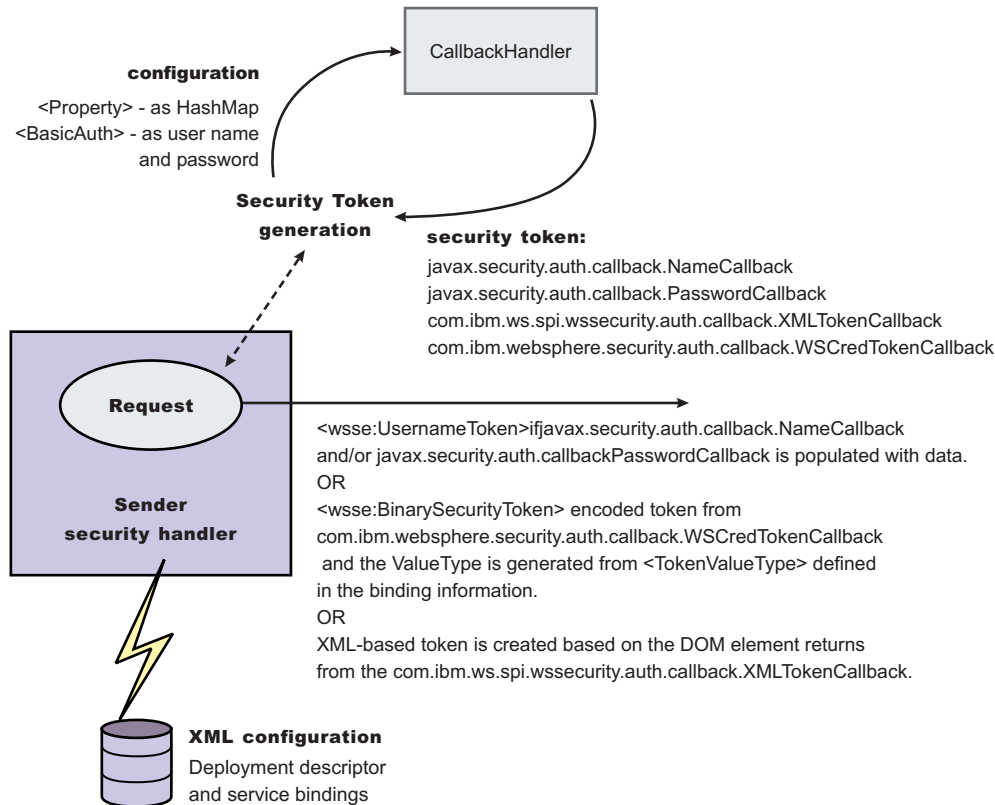 CallbackHandler
configuration
<Property> - as HashMap
<BasicAuth> - as user name
and password
Security Token
generation
security token:
javax.security.auth.callback.NameCallback
javax.security.auth.callback.PasswordCallback
com.ibm.ws.spi.wssecurity.auth.callback.XMLTokenCallback
com.ibm.websphere.security.auth.callback.WSCredTokenCallback
Request
Sender
security handler
<wsse:UsernameToken>ifjavax.security.auth.callback.NameCallback
and/or javax.security.auth.callbackPasswordCallback is populated with data.
OR
<wsse:BinarySecurityToken> encoded token from
com.ibm.websphere.security.auth.callback.WSCredTokenCallback
and the ValueType is generated from <TokenValueType> defined
in the binding information.
OR
XML-based token is created based on the DOM element returns
from the com.ibm.ws.spi.wssecurity.auth.callback.XMLTokenCallback.
XML configuration
Deployment descriptor
and service bindings